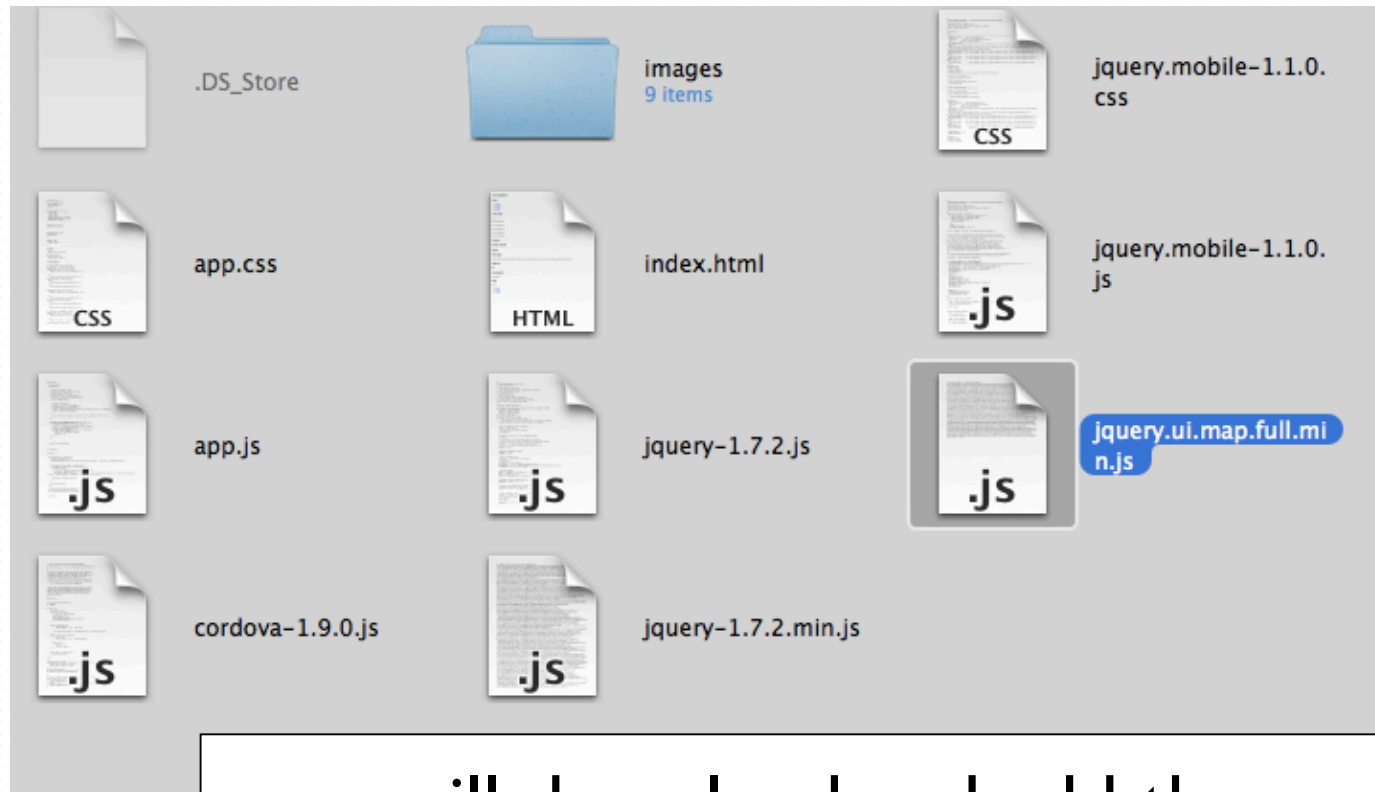 .DS_Store
images
9 items
jquery.mobile-1.1.0.
css
CSS
app.css
CSS
index.html
HTML
jquery.mobile-1.1.0.
js
.js
app.js
.js
jquery-1.7.2.js
.js
jquery.ui.map.full.mi
n.js
.js
cordova-1.9.0.js
.js
jquery-1.7.2.min.js
.js